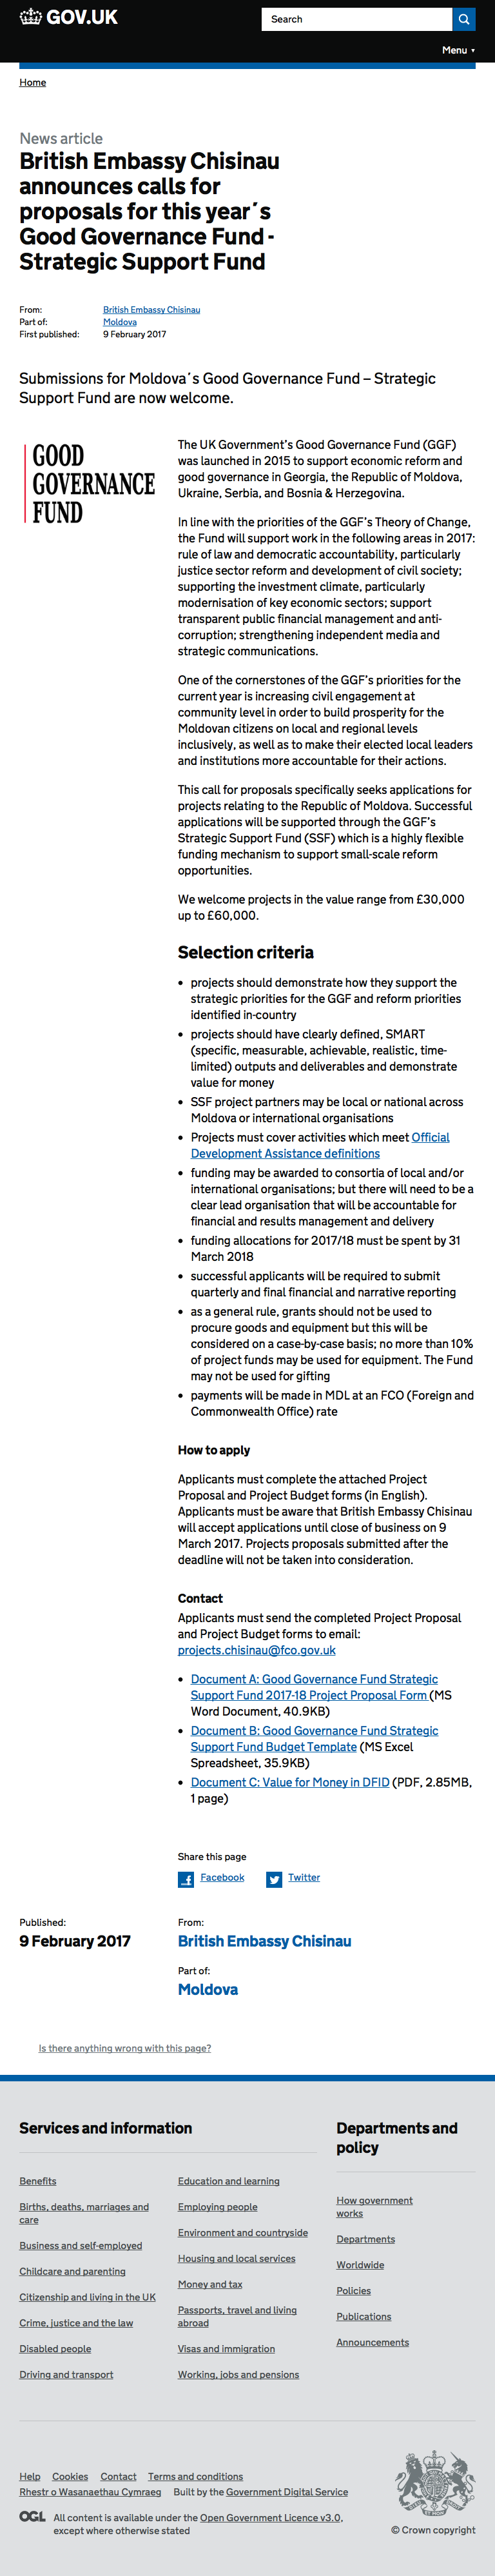 GOV.UK
Search
Menu ▼
Home
News article
British Embassy Chisinau
announces calls for
proposals for this year´s
Good Governance Fund -
Strategic Support Fund
From: British Embassy Chisinau
Part of: Moldova
First published: 9 February 2017
Submissions for Moldova´s Good Governance Fund – Strategic
Support Fund are now welcome.
GOOD
GOVERNANCE
FUND
The UK Government’s Good Governance Fund (GGF)
was launched in 2015 to support economic reform and
good governance in Georgia, the Republic of Moldova,
Ukraine, Serbia, and Bosnia & Herzegovina.
In line with the priorities of the GGF’s Theory of Change,
the Fund will support work in the following areas in 2017:
rule of law and democratic accountability, particularly
justice sector reform and development of civil society;
supporting the investment climate, particularly
modernisation of key economic sectors; support
transparent public financial management and anti-
corruption; strengthening independent media and
strategic communications.
One of the cornerstones of the GGF’s priorities for the
current year is increasing civil engagement at
community level in order to build prosperity for the
Moldovan citizens on local and regional levels
inclusively, as well as to make their elected local leaders
and institutions more accountable for their actions.
This call for proposals specifically seeks applications for
projects relating to the Republic of Moldova. Successful
applications will be supported through the GGF’s
Strategic Support Fund (SSF) which is a highly flexible
funding mechanism to support small-scale reform
opportunities.
We welcome projects in the value range from £30,000
up to £60,000.
Selection criteria
• projects should demonstrate how they support the
strategic priorities for the GGF and reform priorities
identified in-country
• projects should have clearly defined, SMART
(specific, measurable, achievable, realistic, time-
limited) outputs and deliverables and demonstrate
value for money
• SSF project partners may be local or national across
Moldova or international organisations
• Projects must cover activities which meet Official
Development Assistance definitions
• funding may be awarded to consortia of local and/or
international organisations; but there will need to be a
clear lead organisation that will be accountable for
financial and results management and delivery
• funding allocations for 2017/18 must be spent by 31
March 2018
• successful applicants will be required to submit
quarterly and final financial and narrative reporting
• as a general rule, grants should not be used to
procure goods and equipment but this will be
considered on a case-by-case basis; no more than 10%
of project funds may be used for equipment. The Fund
may not be used for gifting
• payments will be made in MDL at an FCO (Foreign and
Commonwealth Office) rate
How to apply
Applicants must complete the attached Project
Proposal and Project Budget forms (in English).
Applicants must be aware that British Embassy Chisinau
will accept applications until close of business on 9
March 2017. Projects proposals submitted after the
deadline will not be taken into consideration.
Contact
Applicants must send the completed Project Proposal
and Project Budget forms to email:
projects.chisinau@fco.gov.uk
• Document A: Good Governance Fund Strategic
Support Fund 2017-18 Project Proposal Form (MS
Word Document, 40.9KB)
• Document B: Good Governance Fund Strategic
Support Fund Budget Template (MS Excel
Spreadsheet, 35.9KB)
• Document C: Value for Money in DFID (PDF, 2.85MB,
1 page)
Share this page
Facebook Twitter
Published:
9 February 2017
From:
British Embassy Chisinau
Part of:
Moldova
Is there anything wrong with this page?
Services and information
Benefits
Births, deaths, marriages and
care
Business and self-employed
Childcare and parenting
Citizenship and living in the UK
Crime, justice and the law
Disabled people
Driving and transport
Education and learning
Employing people
Environment and countryside
Housing and local services
Money and tax
Passports, travel and living
abroad
Visas and immigration
Working, jobs and pensions
Departments and
policy
How government
works
Departments
Worldwide
Policies
Publications
Announcements
Help Cookies Contact Terms and conditions
Rhestr o Wasanaethau Cymraeg Built by the Government Digital Service
OGL All content is available under the Open Government Licence v3.0,
except where otherwise stated
© Crown copyright